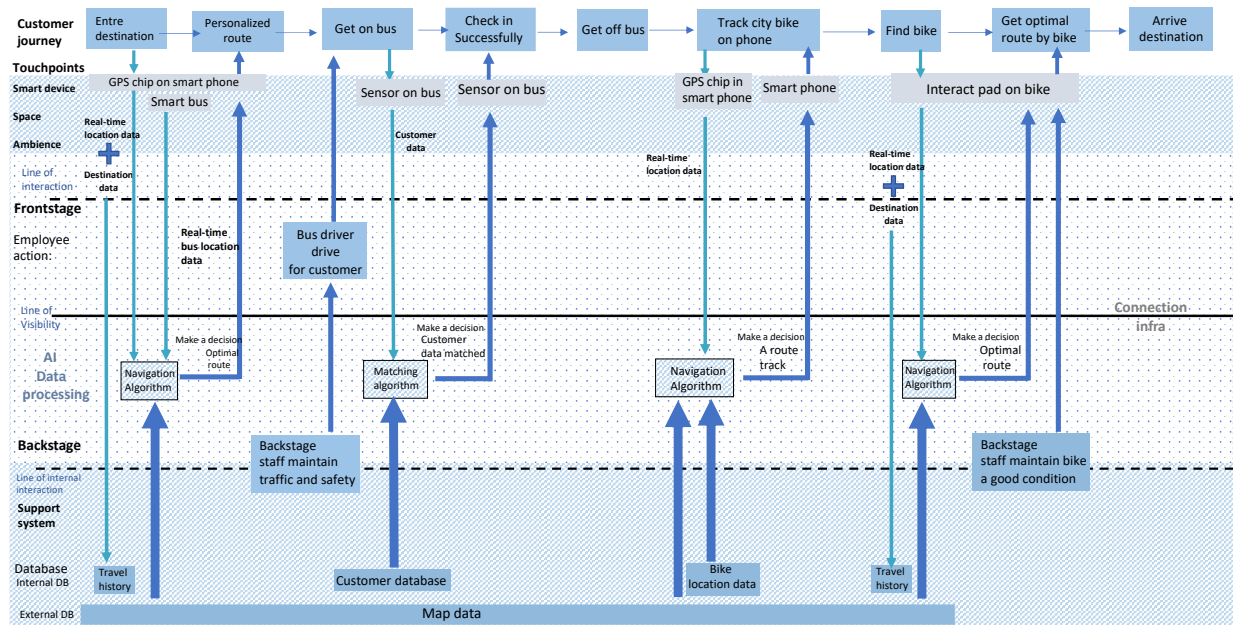 Customer
journey
Entre
destination
Personalized
route
Get on bus
Check in
Successfully
Get off bus
Track city bike
on phone
Find bike
Get optimal
route by bike
Arrive
destination
Touchpoints
Smart device
GPS chip on smart phone
Smart bus
Sensor on bus
Sensor on bus
GPS chip in
smart phone
Smart phone
Interact pad on bike
Space
Ambience
Real-time
location data
Destination
data
Customer
data
Real-time
location data
Real-time
location data
Destination
data
Line of
interaction
Frontstage
Employee
action:
Real-time
bus location
data
Bus driver
drive
for customer
Line of
Visibility
Connection
infra
AI
Data
processing
Navigation
Algorithm
Make a decision
Optimal
route
Matching
algorithm
Make a decision
Customer
data matched
Navigation
Algorithm
Make a decision
A route
track
Navigation
Algorithm
Make a decision
Optimal
route
Backstage
Backstage
staff maintain
traffic and safety
Backstage
staff maintain bike
a good condition
Line of internal
interaction
Support
system
Database
Internal DB
Travel
history
Customer database
Bike
location data
Travel
history
External DB
Map data